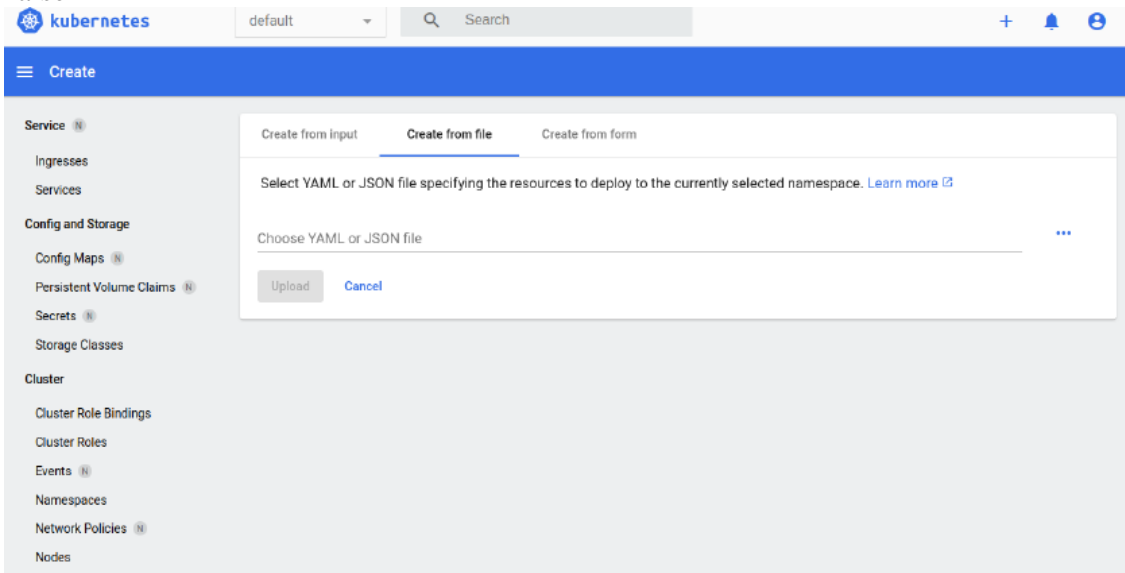 kubernetes
default
Search
Create
Service N
Ingresses
Services
Config and Storage
Config Maps N
Persistent Volume Claims N
Secrets N
Storage Classes
Cluster
Cluster Role Bindings
Cluster Roles
Events N
Namespaces
Network Policies N
Nodes
Create from input
Create from file
Create from form
Select YAML or JSON file specifying the resources to deploy to the currently selected namespace. Learn more
Choose YAML or JSON file
Upload
Cancel